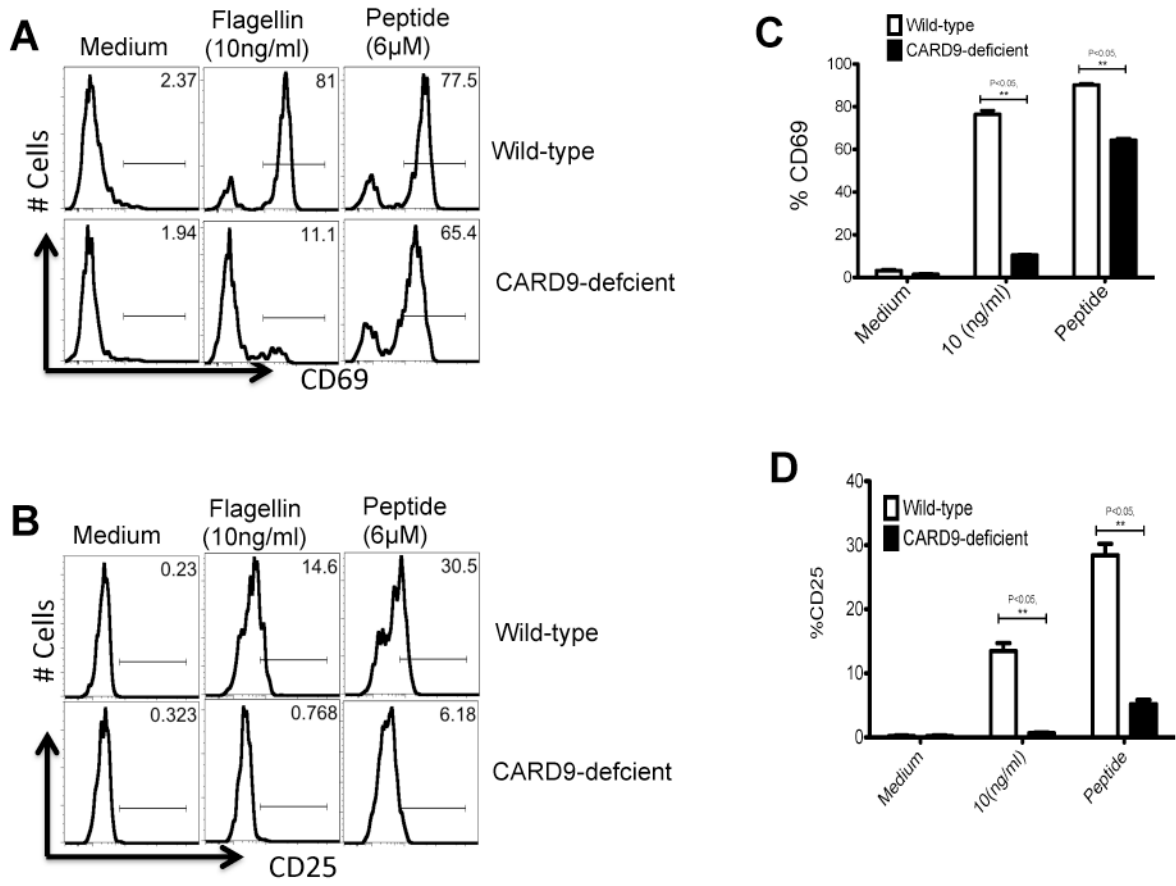 A
Medium
Flagellin
(10ng/ml)
Peptide
(6µM)
2.37
81
77.5
Wild-type
# Cells
1.94
11.1
65.4
CARD9-defcient
CD69
B
Medium
Flagellin
(10ng/ml)
Peptide
(6µM)
0.23
14.6
30.5
Wild-type
# Cells
0.323
0.768
6.18
CARD9-defcient
CD25
C
Wild-type
CARD9-deficient
P<0.05,
**
P<0.05,
**
100
80
60
40
20
0
% CD69
Medium
10 (ng/ml)
Peptide
D
Wild-type
CARD9-deficient
P<0.05,
**
P<0.05,
**
40
30
20
10
0
%CD25
Medium
10(ng/ml)
Peptide